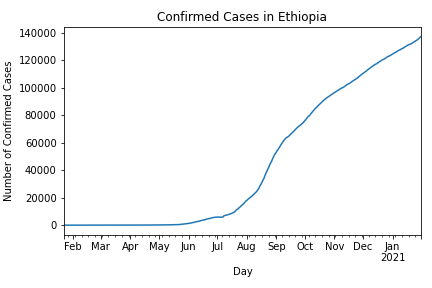 Confirmed Cases in Ethiopia
Number of Confirmed Cases
140000
120000
100000
80000
60000
40000
20000
0
Feb Mar Apr May Jun Jul Aug Sep Oct Nov Dec Jan
2021
Day